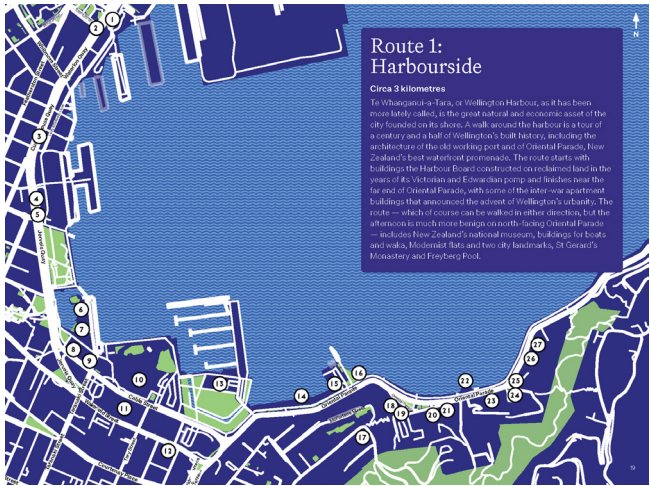 Route 1:
Harbourside
Circa 3 kilometres
Te Whanganui-a-Tara, or Wellington Harbour, as it has been
more lately called, is the great natural and economic asset of the
city founded on its shore. A walk around the harbour is a tour of
a century and a half of Wellington's built history, including the
architecture of the old working port and of Oriental Parade, New
Zealand's best waterfront promenade. The route starts with
buildings the Harbour Board constructed on reclaimed land in the
years of its Victorian and Edwardian pomp and finishes near the
far end of Oriental Parade, with some of the inter-war apartment
buildings that announced the advent of Wellington's urbanity. The
route — which of course can be walked in either direction, but the
afternoon is much more benign on north-facing Oriental Parade
— includes New Zealand's national museum, buildings for boats
and waka, Modernist flats and two city landmarks, St Gerard's
Monastery and Freyberg Pool.
N
1
2
Waterloo Quay
3
4
5
Jervois Quay
6
7
8
9
10
Cable Street
11
12
Courtenay Place
13
14
15
16
Oriental Parade
17
18
19
20
21
22
Oriental Parade
23
24
25
26
27
19